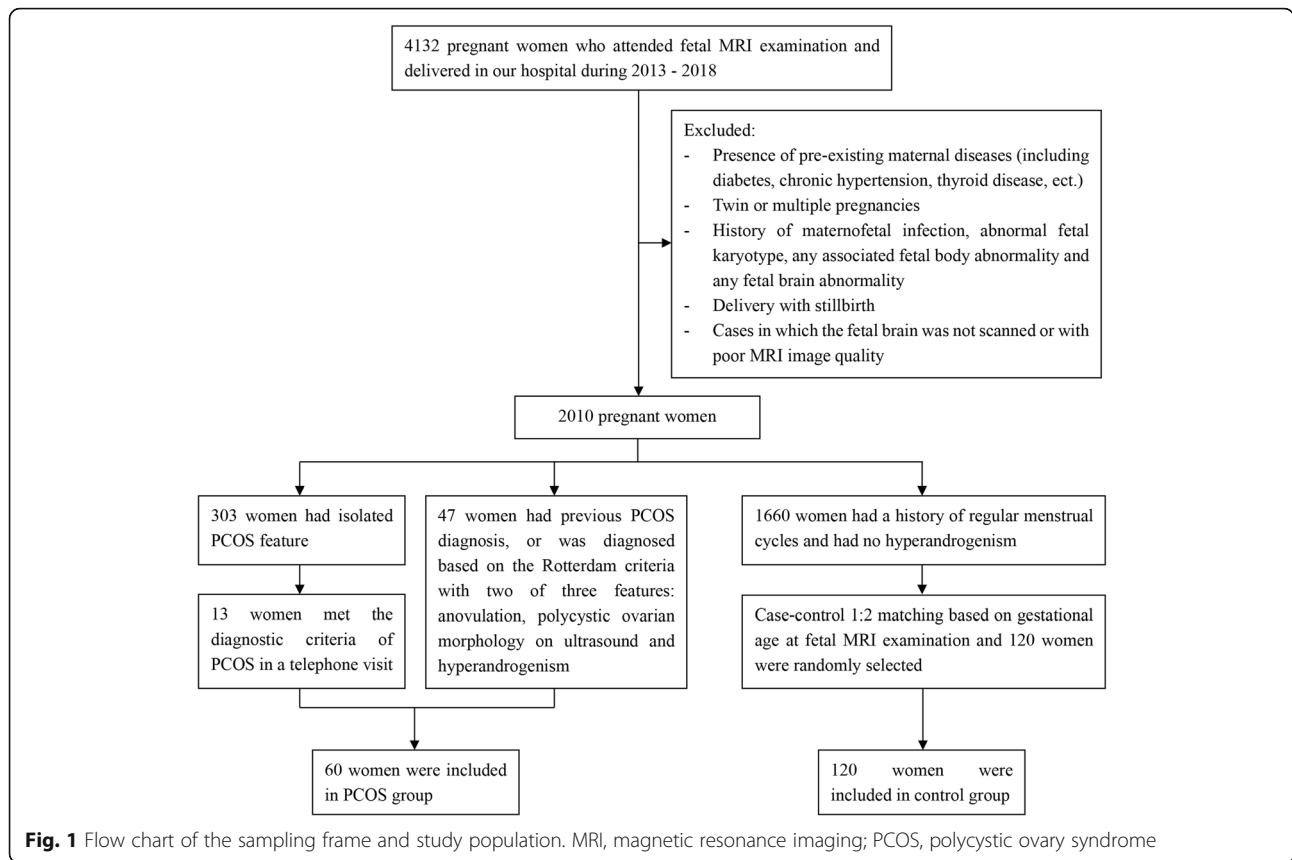 4132 pregnant women who attended fetal MRI examination and
delivered in our hospital during 2013 - 2018
Excluded:
- Presence of pre-existing maternal diseases (including
diabetes, chronic hypertension, thyroid disease, ect.)
- Twin or multiple pregnancies
- History of maternofetal infection, abnormal fetal
karyotype, any associated fetal body abnormality and
any fetal brain abnormality
- Delivery with stillbirth
- Cases in which the fetal brain was not scanned or with
poor MRI image quality
2010 pregnant women
303 women had isolated
PCOS feature
13 women met the
diagnostic criteria of
PCOS in a telephone visit
47 women had previous PCOS
diagnosis, or was diagnosed
based on the Rotterdam criteria
with two of three features:
anovulation, polycystic ovarian
morphology on ultrasound and
hyperandrogenism
1660 women had a history of regular menstrual
cycles and had no hyperandrogenism
Case-control 1:2 matching based on gestational
age at fetal MRI examination and 120 women
were randomly selected
60 women were included
in PCOS group
120 women were
included in control group
Fig. 1 Flow chart of the sampling frame and study population. MRI, magnetic resonance imaging; PCOS, polycystic ovary syndrome